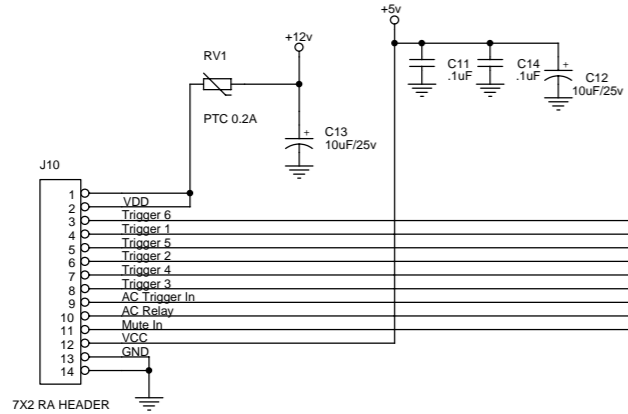 +5v
+12v
RV1
C11
.1uF
C14
.1uF
+
C12
10uF/25v
PTC 0.2A
+
C13
10uF/25v
J10
1
2 VDD
3 Trigger 6
4 Trigger 1
5 Trigger 5
6 Trigger 2
7 Trigger 4
8 Trigger 3
9 AC Trigger In
10 AC Relay
11 Mute In
12 VCC
13 GND
14
7X2 RA HEADER